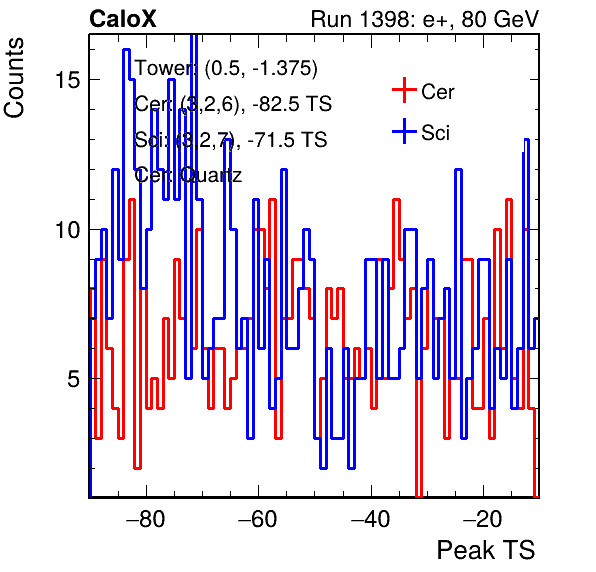 CaloX Run 1398: e+, 80 GeV
Counts
Tower: (0.5, -1.375)
Cer: (3,2,6), -82.5 TS
Sci: (3,2,7), -71.5 TS
Cer: Quartz
Cer
Sci
15
10
5
−80 −60 −40 −20
Peak TS